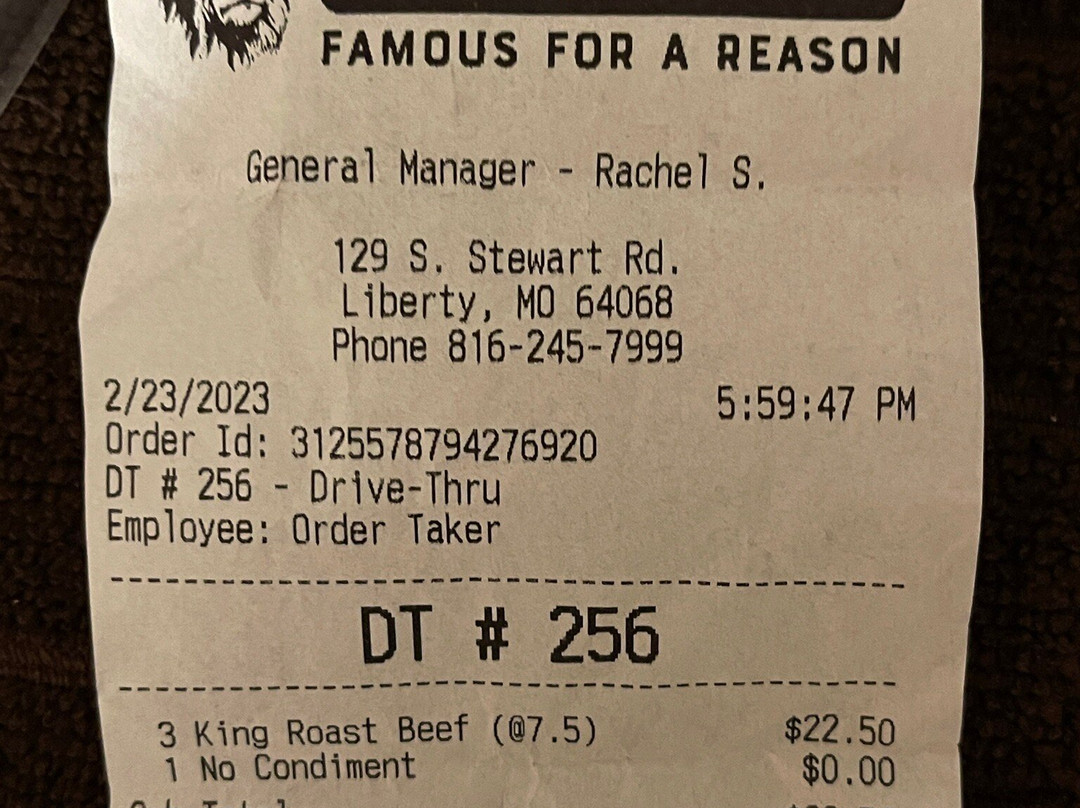 FAMOUS FOR A REASON
General Manager - Rachel S.
129 S. Stewart Rd.
Liberty, MO 64068
Phone 816-245-7999
2/23/2023 5:59:47 PM
Order Id: 3125578794276920
DT # 256 - Drive-Thru
Employee: Order Taker
DT # 256
3 King Roast Beef (@7.5) $22.50
1 No Condiment $0.00